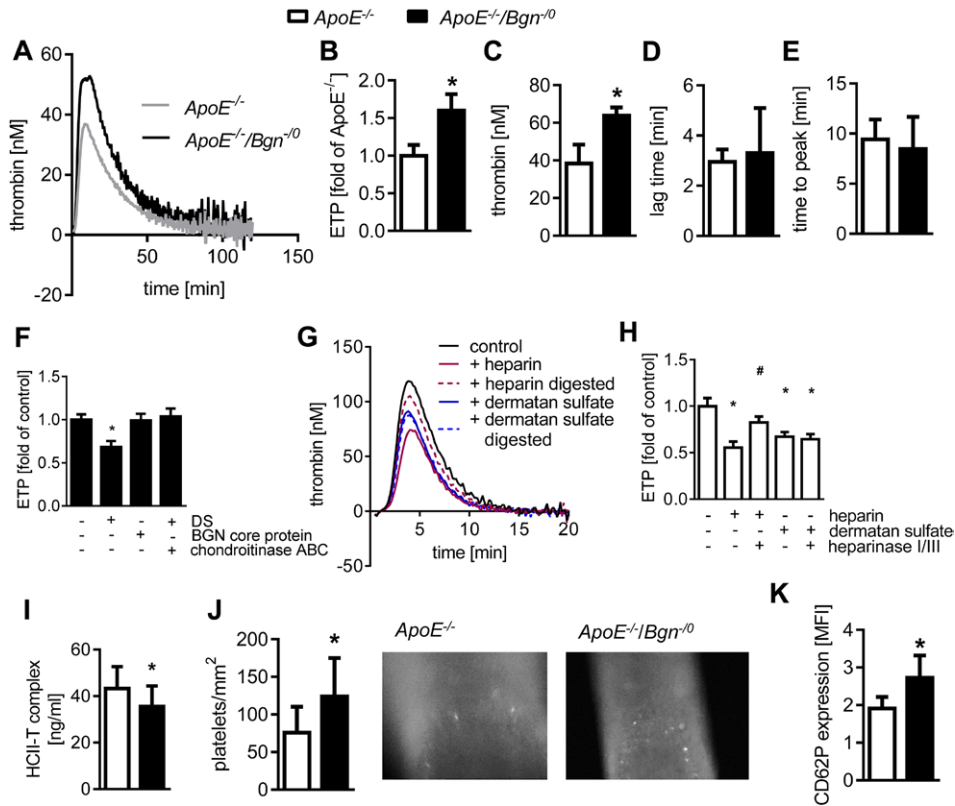 ApoE-/- ApoE-/-/Bgn-/0
A
60
40
20
0
-20
thrombin [nM]
50 100 150
time [min]
ApoE-/-
ApoE-/-/Bgn-/0
B
2.0
1.5
1.0
0.5
0.0
ETP [fold of ApoE-/-]
*
C
80
60
40
20
0
thrombin [nM]
*
D
6
4
2
0
lag time [min]
E
15
10
5
0
time to peak [min]
F
1.5
1.0
0.5
0.0
ETP [fold of control]
*
- + - + DS
- - + - BGN core protein
- - - + chondroitinase ABC
G
150
100
50
0
-50
thrombin [nM]
5 10 15 20
time [min]
control
+ heparin
+ heparin digested
+ dermatan sulfate
+ dermatan sulfate
digested
H
1.5
1.0
0.5
0.0
ETP [fold of control]
* # * *
- + + - - heparin
- - - + + dermatan sulfate
- - + - + heparinase I/III
I
60
40
20
0
HCII-T complex
[ng/ml]
*
J
200
150
100
50
0
platelets/mm2
*
ApoE-/-
ApoE-/-/Bgn-/0
K
4
3
2
1
0
CD62P expression [MFI]
*